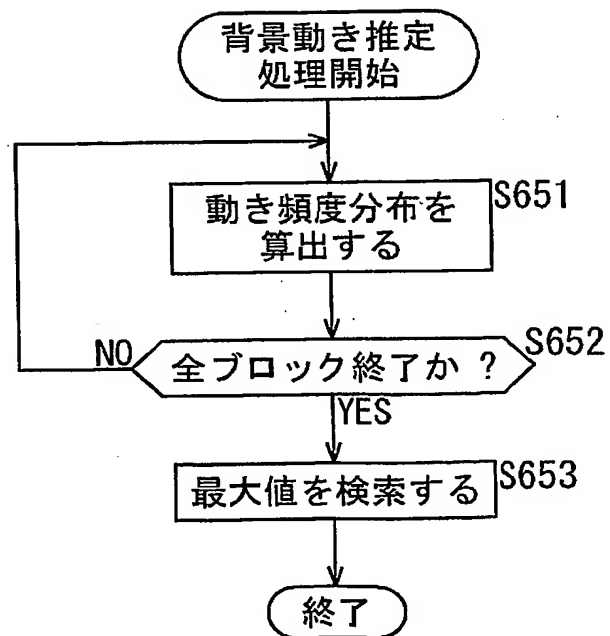 背景動き推定
処理開始
動き頻度分布を
算出する
S651
全ブロック終了か？
S652
NO
YES
最大値を検索する
S653
終了